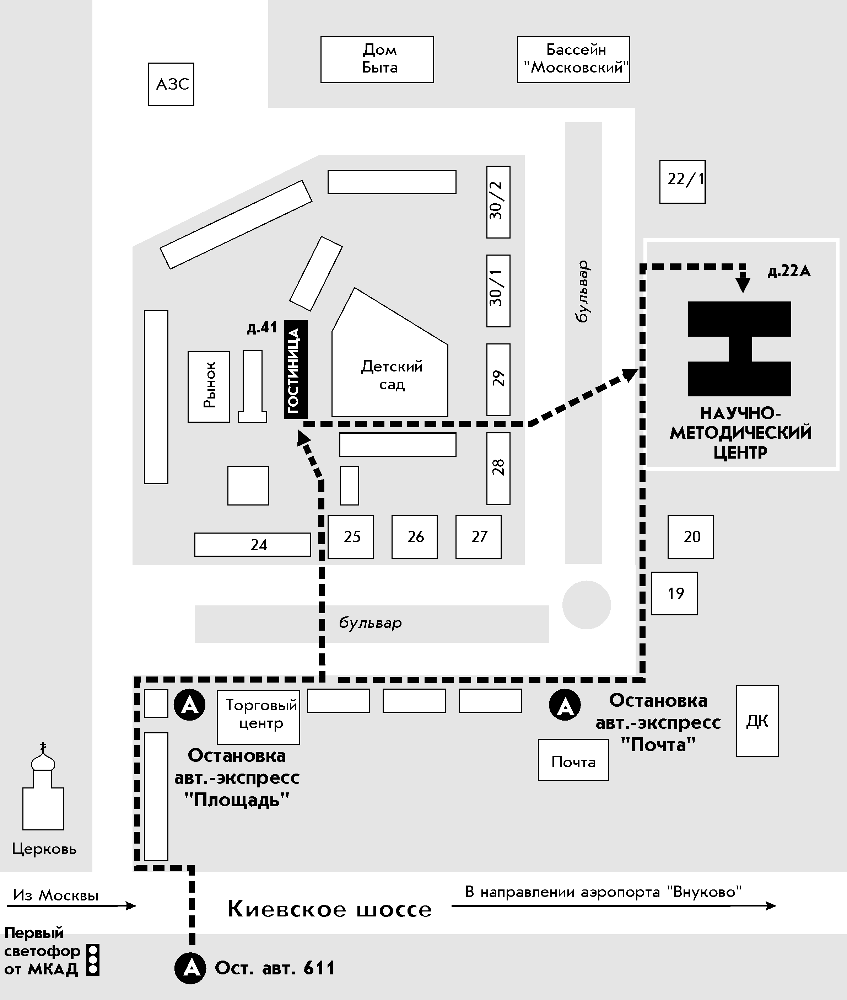 Дом
Быта
Бассейн
"Московский"
АЗС
22/1
30/2
30/1
бульвар
д.22А
д.41
ГОСТИНИЦА
Рынок
Детский
сад
29
НАУЧНО-
МЕТОДИЧЕСКИЙ
ЦЕНТР
28
24
25
26
27
20
19
бульвар
А
Торговый
центр
А
Остановка
авт.-экспресс
"Почта"
ДК
Остановка
авт.-экспресс
"Площадь"
Почта
Церковь
Из Москвы
Киевское шоссе
В направлении аэропорта "Внуково"
Первый
светофор
от МКАД
А
Ост. авт. 611